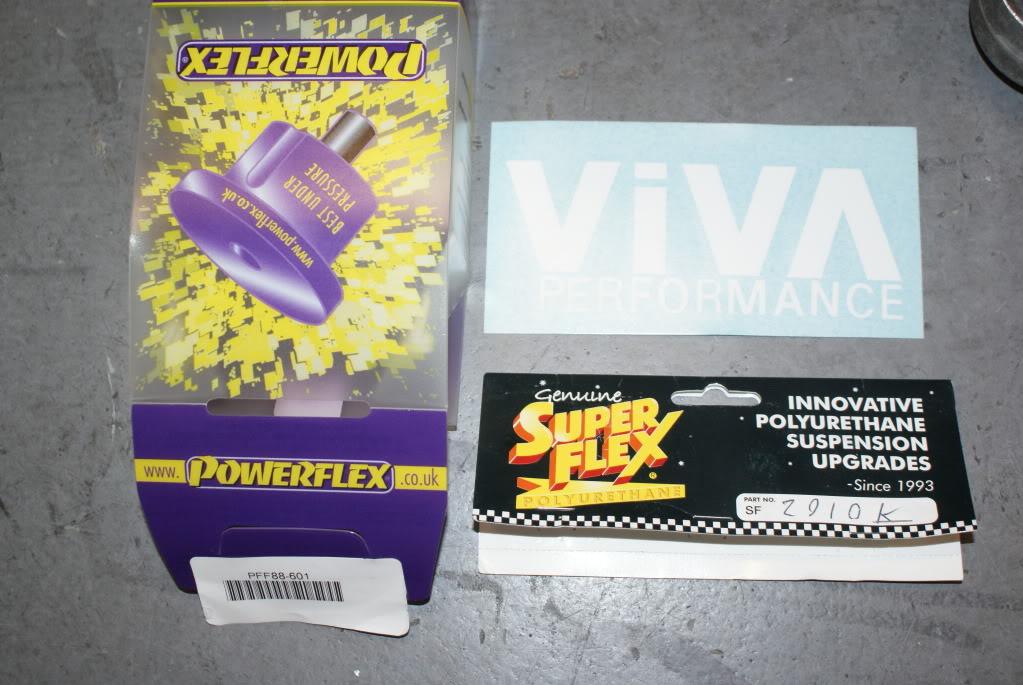 POWERFLEX
BEST UNDER
PRESSURE
www.powerflex.co.uk
www. POWERFLEX .co.uk
PFF88-601
ViVA
PERFORMANCE
Genuine
SUPER
FLEX
POLYURETHANE
INNOVATIVE
POLYURETHANE
SUSPENSION
UPGRADES
-Since 1993
PART NO.
SF 2910K